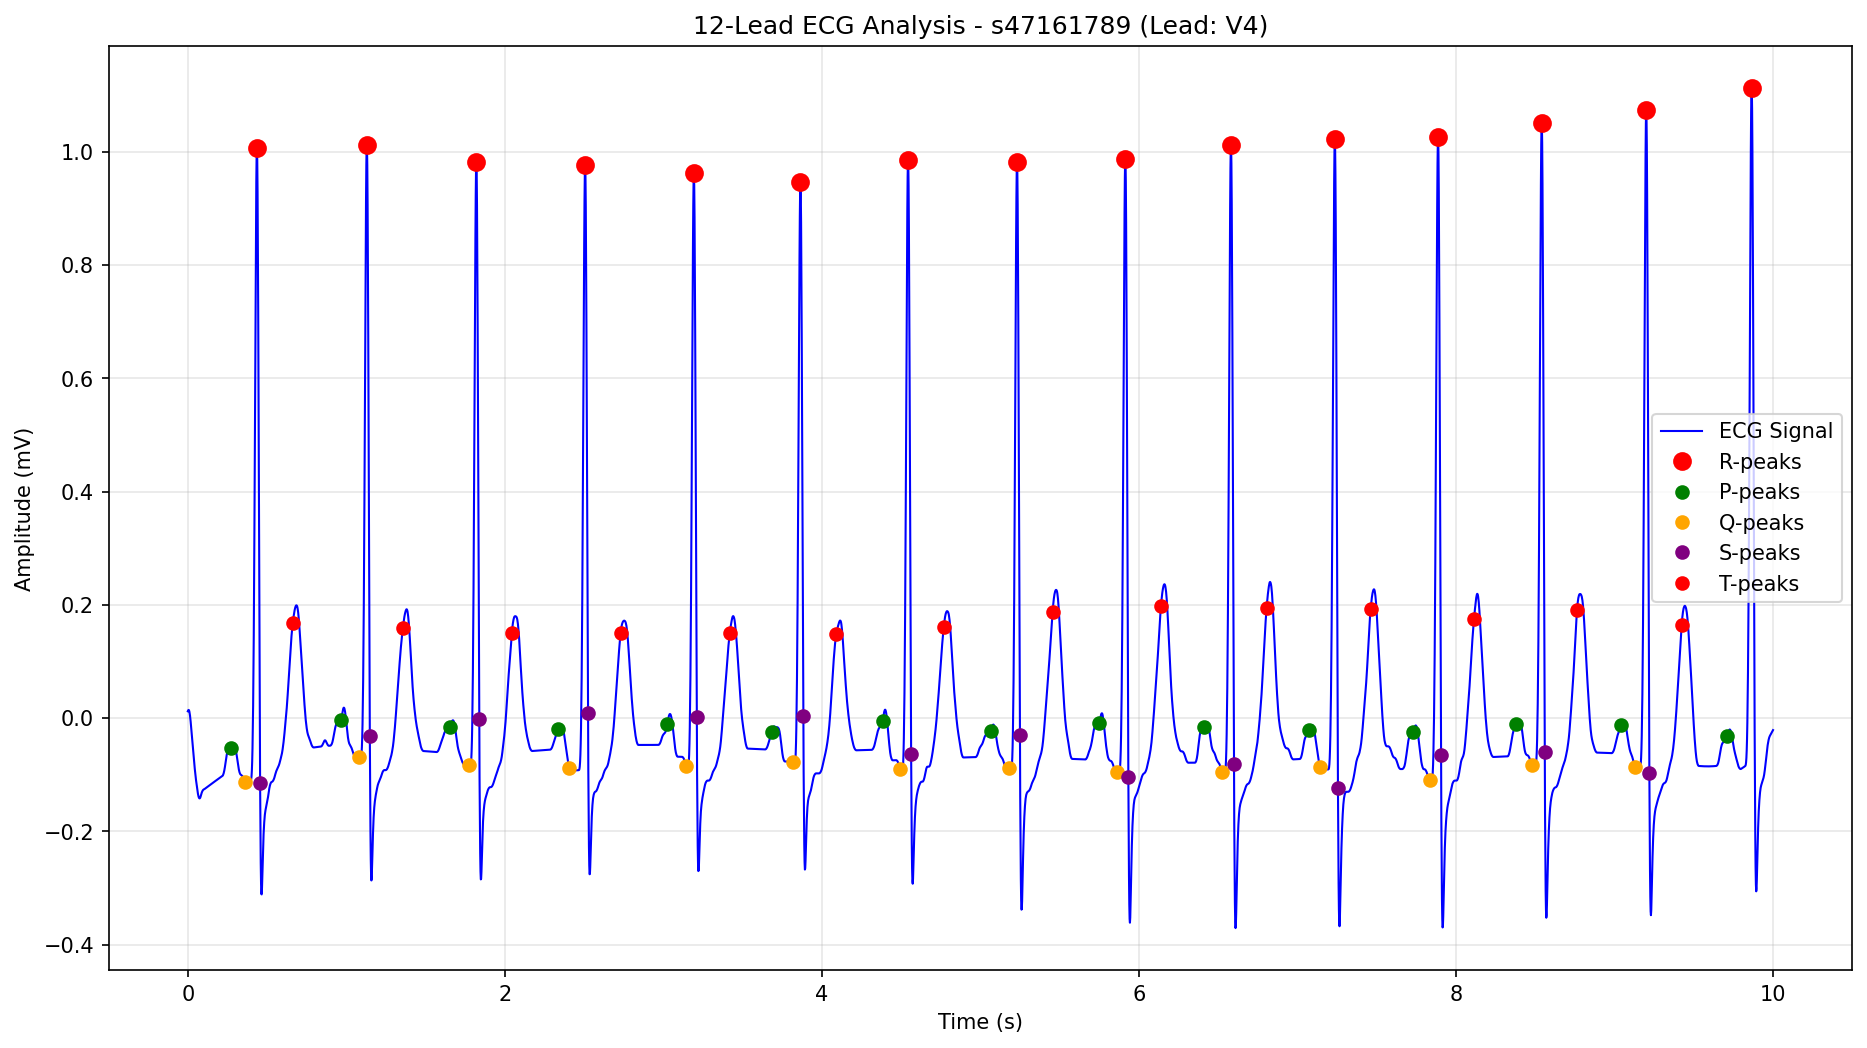 12-Lead ECG Analysis - s47161789 (Lead: V4)
Amplitude (mV)
1.0
0.8
0.6
0.4
0.2
0.0
−0.2
−0.4
ECG Signal
R-peaks
P-peaks
Q-peaks
S-peaks
T-peaks
0 2 4 6 8 10
Time (s)